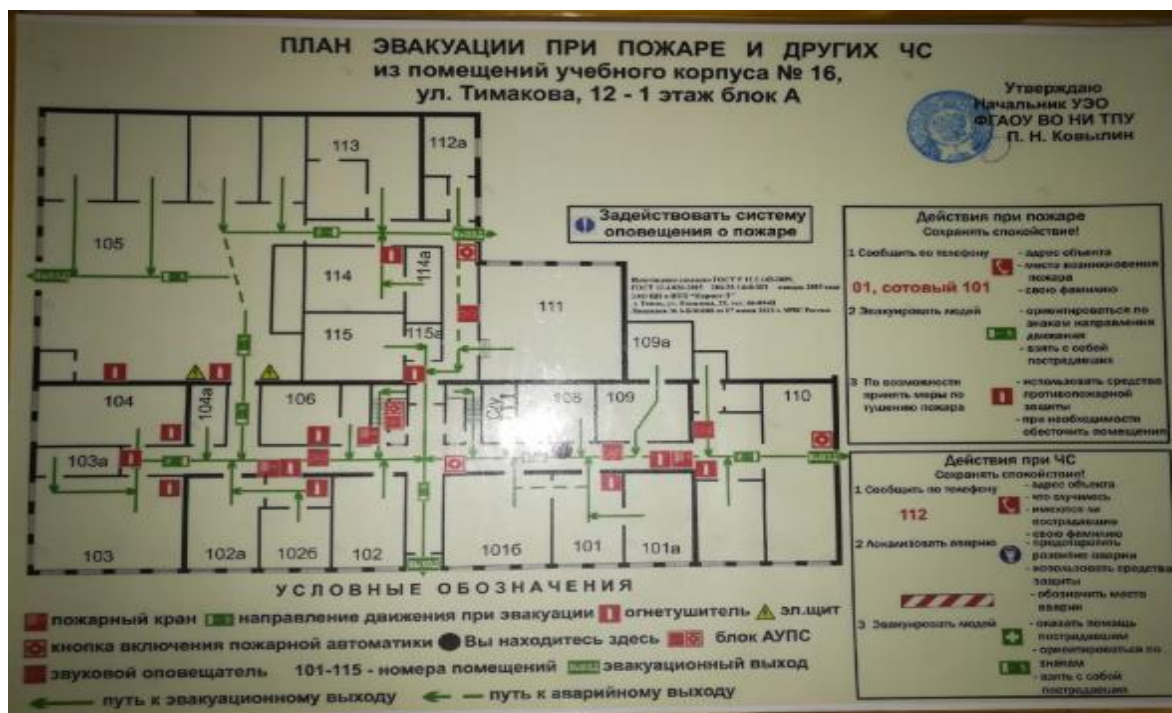 ПЛАН ЭВАКУАЦИИ ПРИ ПОЖАРЕ И ДРУГИХ ЧС
из помещений учебного корпуса № 16,
ул. Тимакова, 12 - 1 этаж блок А
Утверждаю
Начальник УЭО
ФГАОУ ВО НИ ТПУ
П. Н. Ковылин
113
112а
105
ВЫХОД
Задействовать систему
оповещения о пожаре
114
114а
111
115
115а
109а
104
104а
106
С/у
108
109
110
103а
103
102а
102б
102
ВЫХОД
101б
101
101а
Действия при пожаре
Сохранять спокойствие!
1 Сообщить по телефону
01, сотовый 101
- адрес объекта
- место возникновения
пожара
- свою фамилию
2 Эвакуировать людей
- ориентироваться по
знакам направления
движения
- взять с собой
пострадавших
3 По возможности
принять меры по
тушению пожара
- использовать средства
противопожарной
защиты
- при необходимости
обесточить помещения
Действия при ЧС
Сохранять спокойствие!
1 Сообщить по телефону
112
- адрес объекта
- что случилось
- имеются ли
пострадавшие
- свою фамилию
2 Локализовать аварию
- предотвратить
развитие аварии
- использовать средства
защиты
- обозначить место
аварии
3 Эвакуировать людей
- оказать помощь
пострадавшим
- ориентироваться по
знакам
- взять с собой
пострадавших
УСЛОВНЫЕ ОБОЗНАЧЕНИЯ
пожарный кран направление движения при эвакуации огнетушитель эл.щит
кнопка включения пожарной автоматики Вы находитесь здесь блок АУПС
звуковой оповещатель 101-115 - номера помещений эвакуационный выход
путь к эвакуационному выходу путь к аварийному выходу